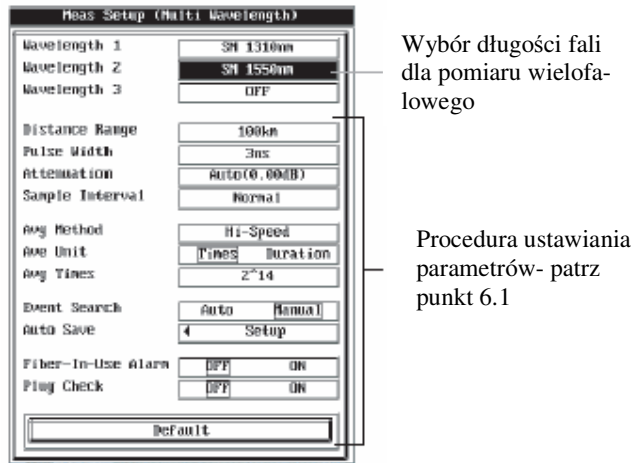 Meas Setup (Multi Wavelength)
Wavelength 1 SM 1310nm
Wavelength 2 SM 1550nm
Wavelength 3 OFF
Distance Range 100km
Pulse Width 3ns
Attenuation Auto(0.00dB)
Sample Interval Normal
Avg Method Hi-Speed
Ave Unit Times Duration
Avg Times 2^14
Event Search Auto Manual
Auto Save Setup
Fiber-In-Use Alarm OFF ON
Plug Check OFF ON
Default
Wybór długości fali
dla pomiaru wielofa-
lowego
Procedura ustawiania
parametrów- patrz
punkt 6.1